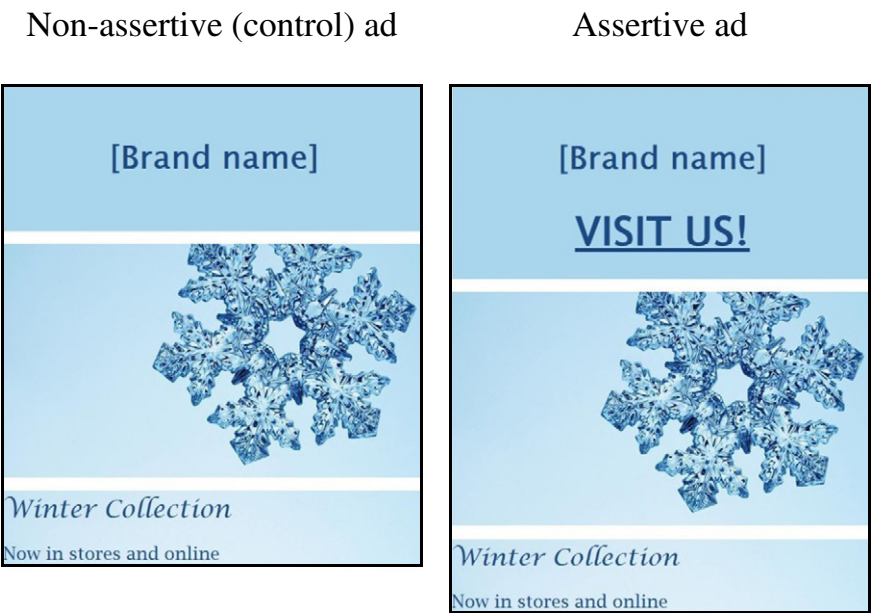 Non-assertive (control) ad
Assertive ad
[Brand name]
Winter Collection
Now in stores and online
[Brand name]
VISIT US!
Winter Collection
Now in stores and online